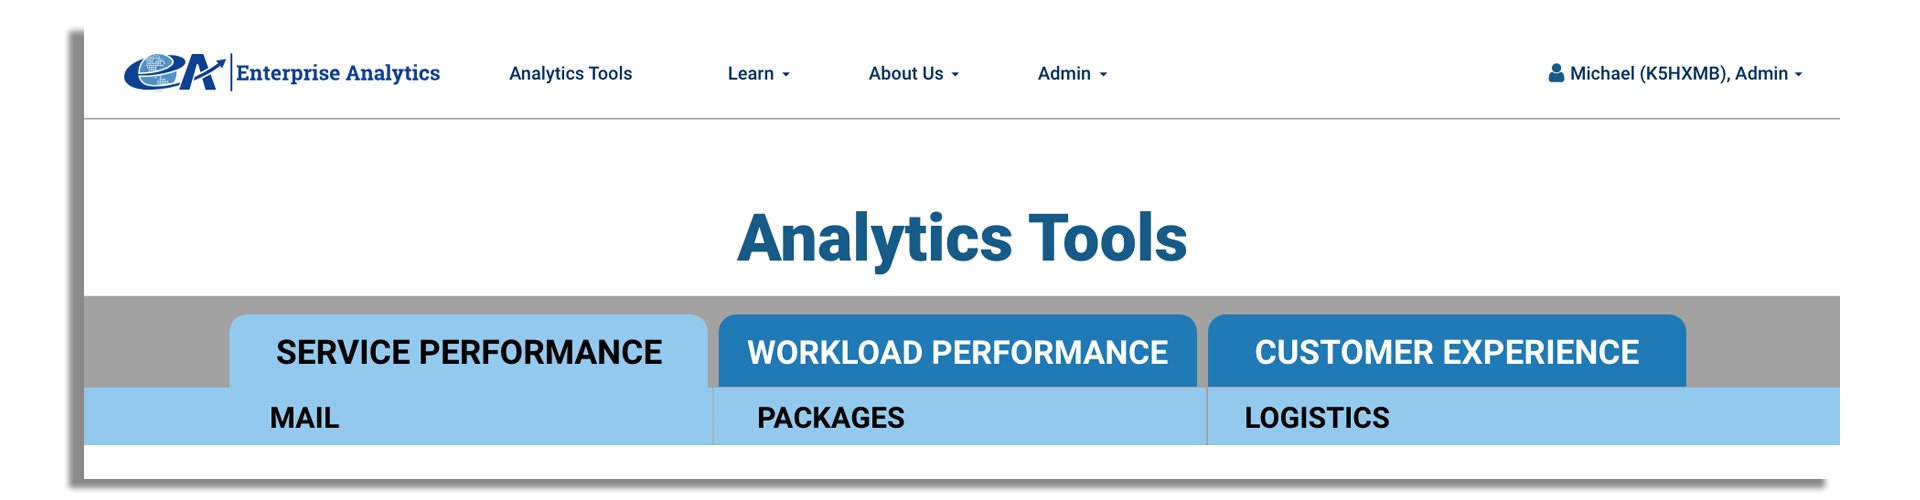 eA Enterprise Analytics Analytics Tools Learn About Us Admin Michael (K5HXMB), Admin
Analytics Tools
SERVICE PERFORMANCE WORKLOAD PERFORMANCE CUSTOMER EXPERIENCE
MAIL PACKAGES LOGISTICS